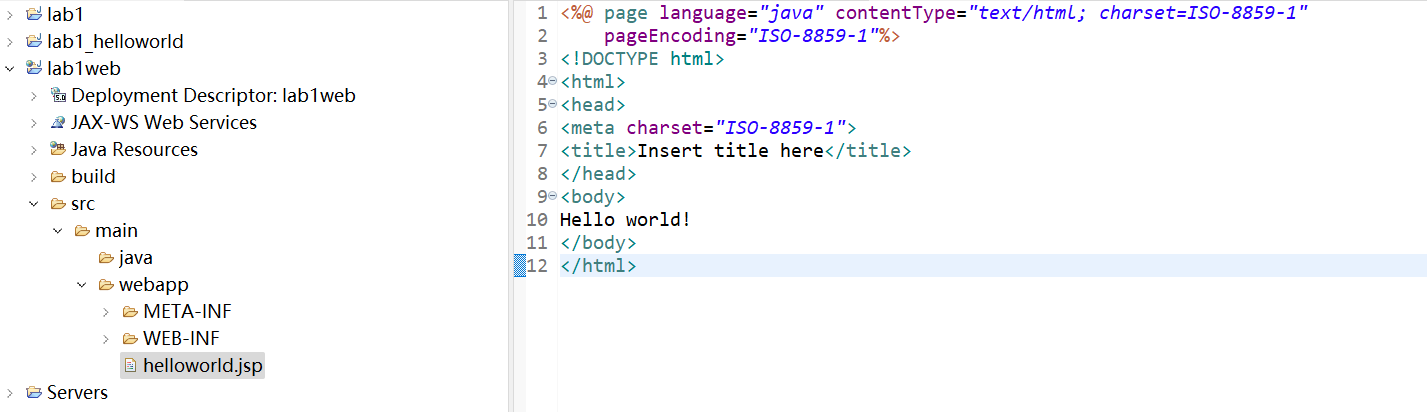 lab1
lab1_helloworld
lab1web
Deployment Descriptor: lab1web
JAX-WS Web Services
Java Resources
build
src
main
java
webapp
META-INF
WEB-INF
helloworld.jsp
Servers
1 <%@ page language="java" contentType="text/html; charset=ISO-8859-1"
2     pageEncoding="ISO-8859-1"%>
3 <!DOCTYPE html>
4 <html>
5 <head>
6 <meta charset="ISO-8859-1">
7 <title>Insert title here</title>
8 </head>
9 <body>
10 Hello world!
11 </body>
12 </html>